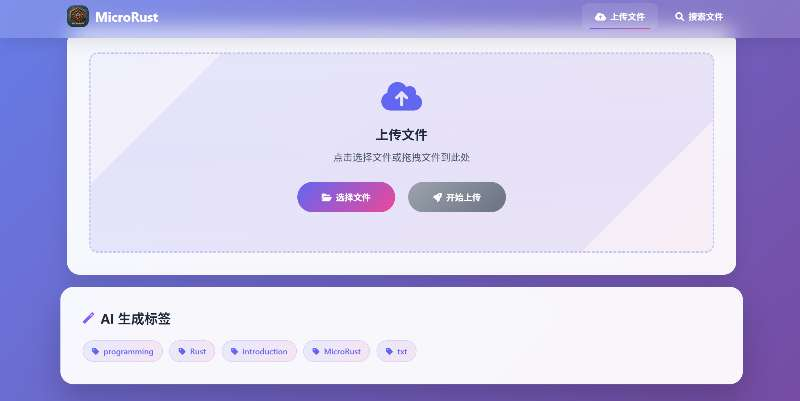 MicroRust
上传文件
搜索文件
上传文件
点击选择文件或拖拽文件到此处
选择文件
开始上传
AI 生成标签
programming
Rust
Introduction
MicroRust
txt